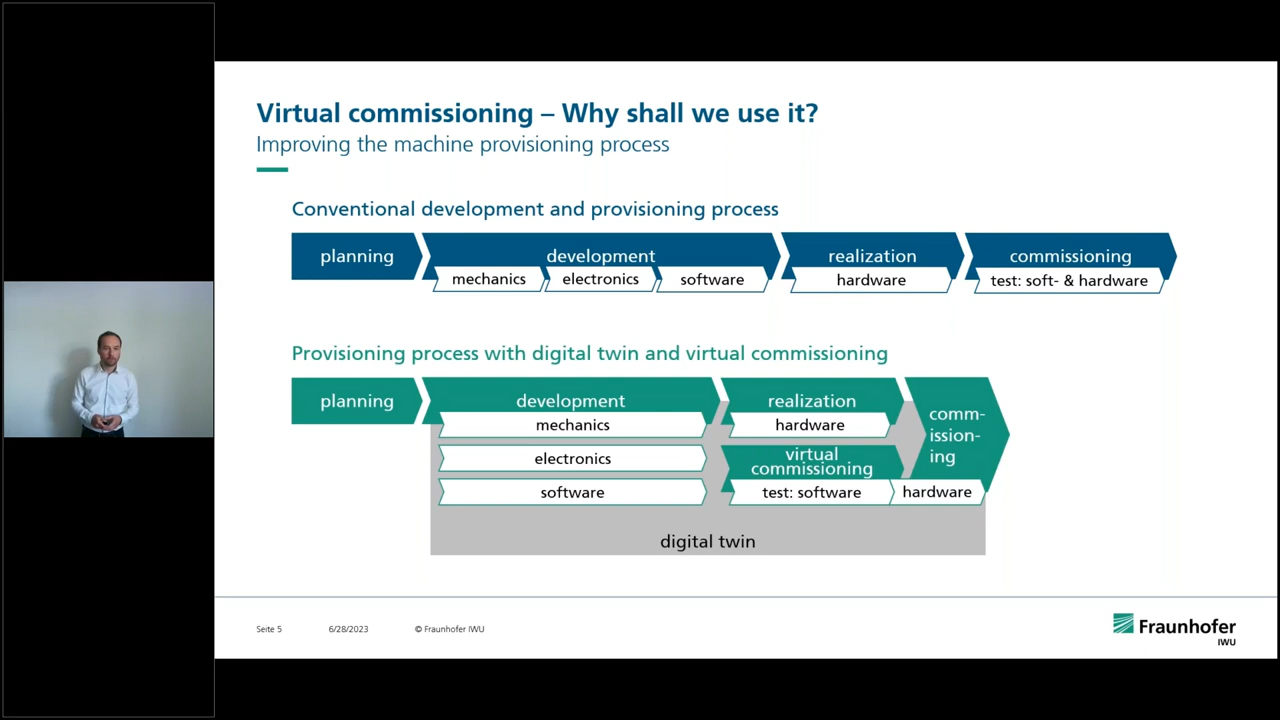 Virtual commissioning – Why shall we use it?
Improving the machine provisioning process
Conventional development and provisioning process
planning
development
mechanics
electronics
software
realization
hardware
commissioning
test: soft- & hardware
Provisioning process with digital twin and virtual commissioning
planning
development
mechanics
electronics
software
realization
hardware
virtual
commissioning
test: software
comm-
ission-
ing
hardware
digital twin
Seite 5
6/28/2023
© Fraunhofer IWU
Fraunhofer
IWU